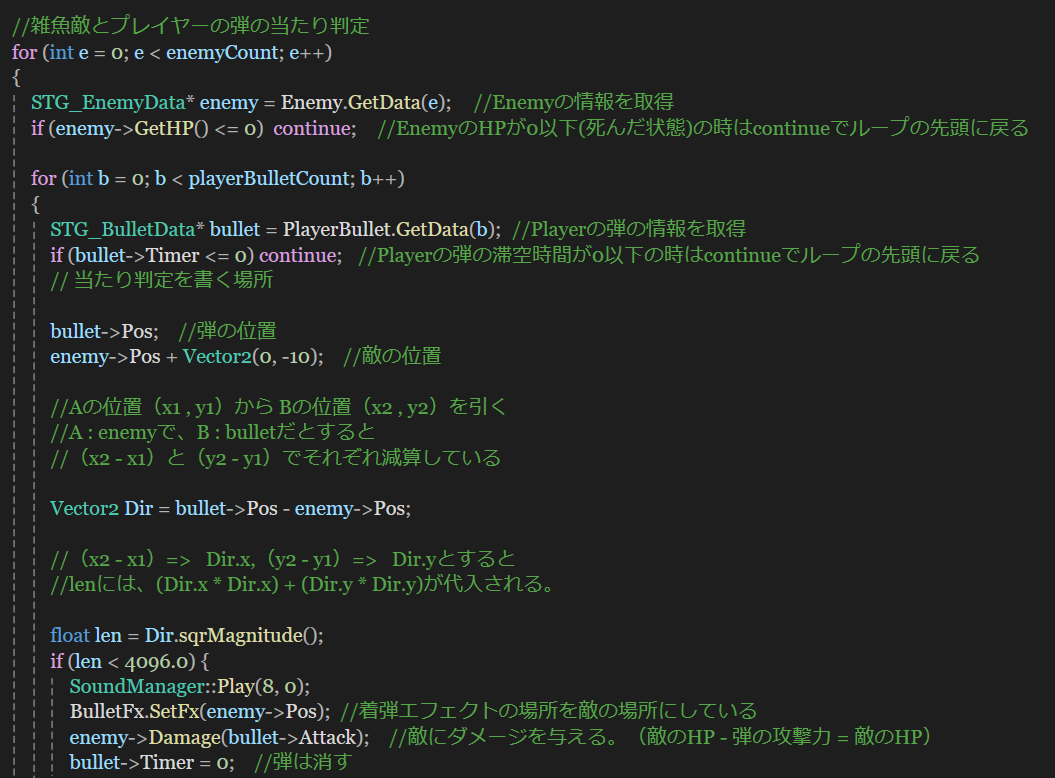 //雑魚敵とプレイヤーの弾の当たり判定
for (int e = 0; e < enemyCount; e++)
{
STG_EnemyData* enemy = Enemy.GetData(e); //Enemyの情報を取得
if (enemy->GetHP() <= 0) continue; //EnemyのHPが0以下(死んだ状態)の時はcontinueでループの先頭に戻る
for (int b = 0; b < playerBulletCount; b++)
{
STG_BulletData* bullet = PlayerBullet.GetData(b); //Playerの弾の情報を取得
if (bullet->Timer <= 0) continue; //Playerの弾の滞空時間が0以下の時はcontinueでループの先頭に戻る
// 当たり判定を書く場所
bullet->Pos; //弾の位置
enemy->Pos + Vector2(0, -10); //敵の位置
//Aの位置（x1 , y1）から Bの位置（x2 , y2）を引く
//A : enemyで、B : bulletだとすると
//（x2 - x1）と（y2 - y1）でそれぞれ減算している
Vector2 Dir = bullet->Pos - enemy->Pos;
//（x2 - x1）=> Dir.x,（y2 - y1）=> Dir.yとすると
//lenには、(Dir.x * Dir.x) + (Dir.y * Dir.y)が代入される。
float len = Dir.sqrMagnitude();
if (len < 4096.0) {
SoundManager::Play(8, 0);
BulletFx.SetFx(enemy->Pos); //着弾エフェクトの場所を敵の場所にしている
enemy->Damage(bullet->Attack); //敵にダメージを与える。（敵のHP - 弾の攻撃力 = 敵のHP）
bullet->Timer = 0; //弾は消す